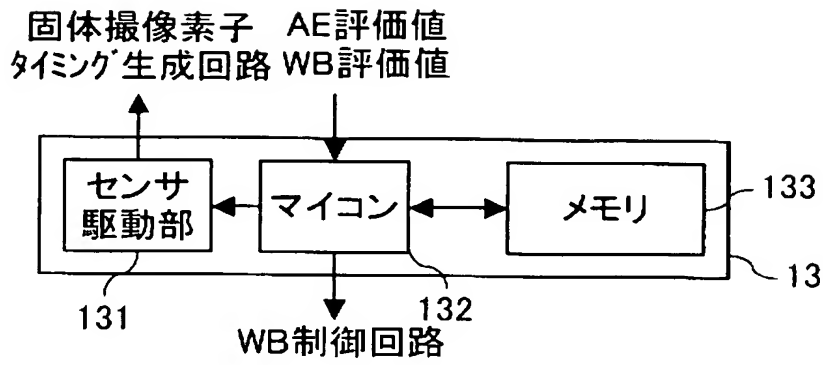 固体撮像素子
タイミング生成回路
AE評価値
WB評価値
センサ
駆動部
マイコン
メモリ
133
131
132
13
WB制御回路